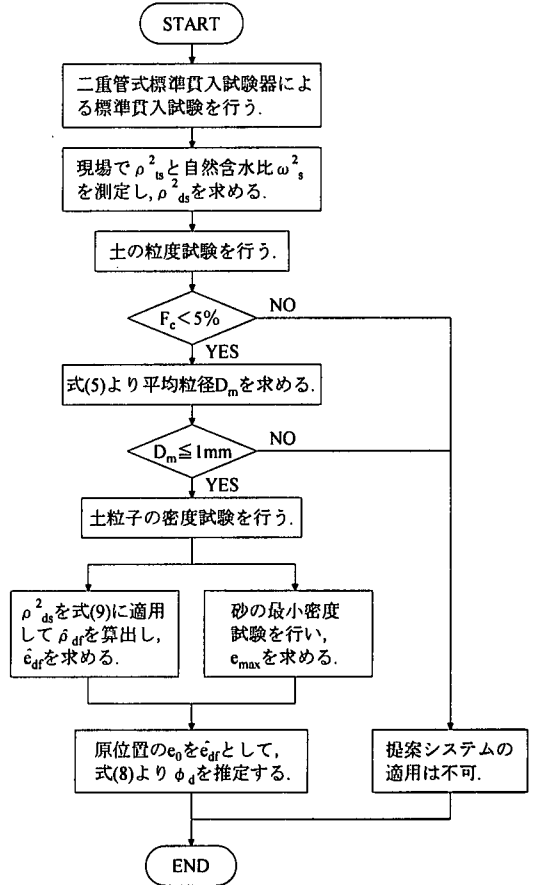 START
二重管式標準貫入試験器によ
る標準貫入試験を行う.
現場でρ²ₜₛと自然含水比ω²ₛ
を測定し,ρ²dsを求める.
土の粒度試験を行う.
Fc<5%
NO
YES
式(5)より平均粒径Dmを求める.
Dm≦1mm
NO
YES
土粒子の密度試験を行う.
ρ²dsを式(9)に適用
してρ̂dfを算出し,
êdfを求める.
砂の最小密度
試験を行い,
emaxを求める.
原位置のe₀をêdfとして,
式(8)よりφdを推定する.
提案システムの
適用は不可.
END